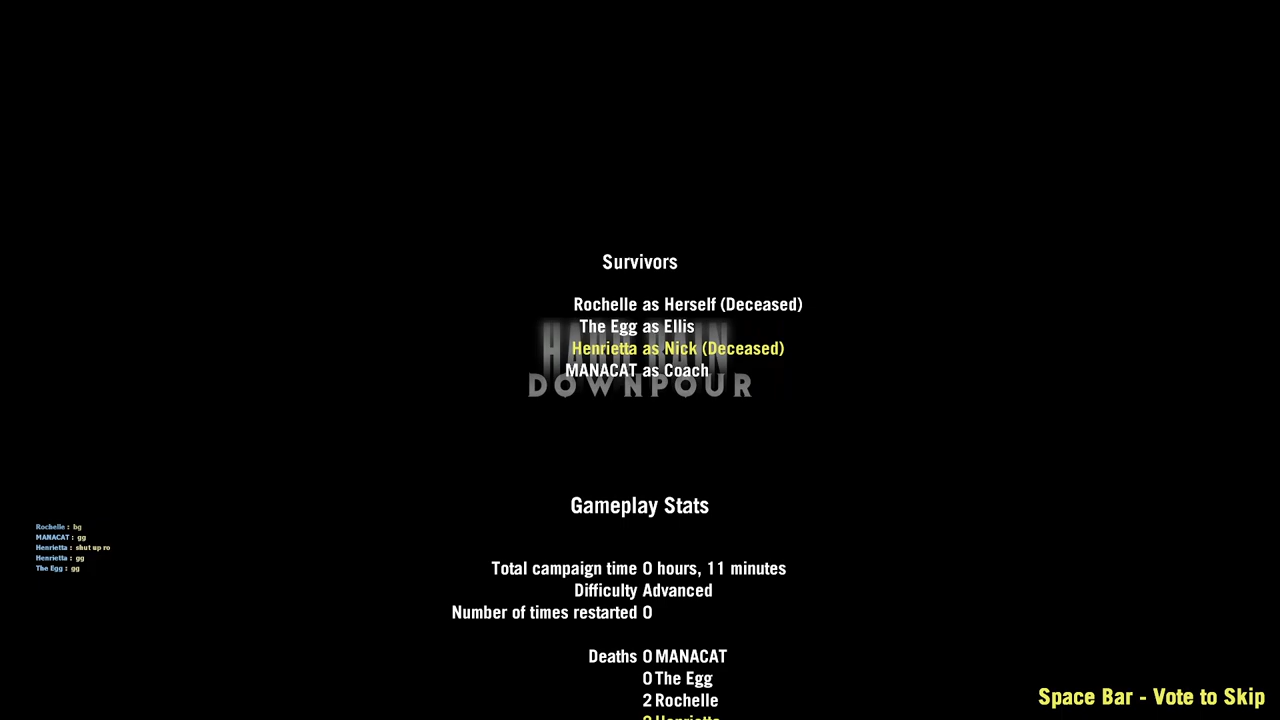 Survivors
Rochelle as Herself (Deceased)
The Egg as Ellis
HARD RAIN
Henrietta as Nick (Deceased)
MANACAT as Coach
DOWNPOUR
Gameplay Stats
Rochelle : bg
MANACAT : gg
Henrietta : shut up ro
Henrietta : gg
The Egg : gg
Total campaign time 0 hours, 11 minutes
Difficulty Advanced
Number of times restarted 0
Deaths 0 MANACAT
0 The Egg
2 Rochelle
Henrietta
Space Bar - Vote to Skip